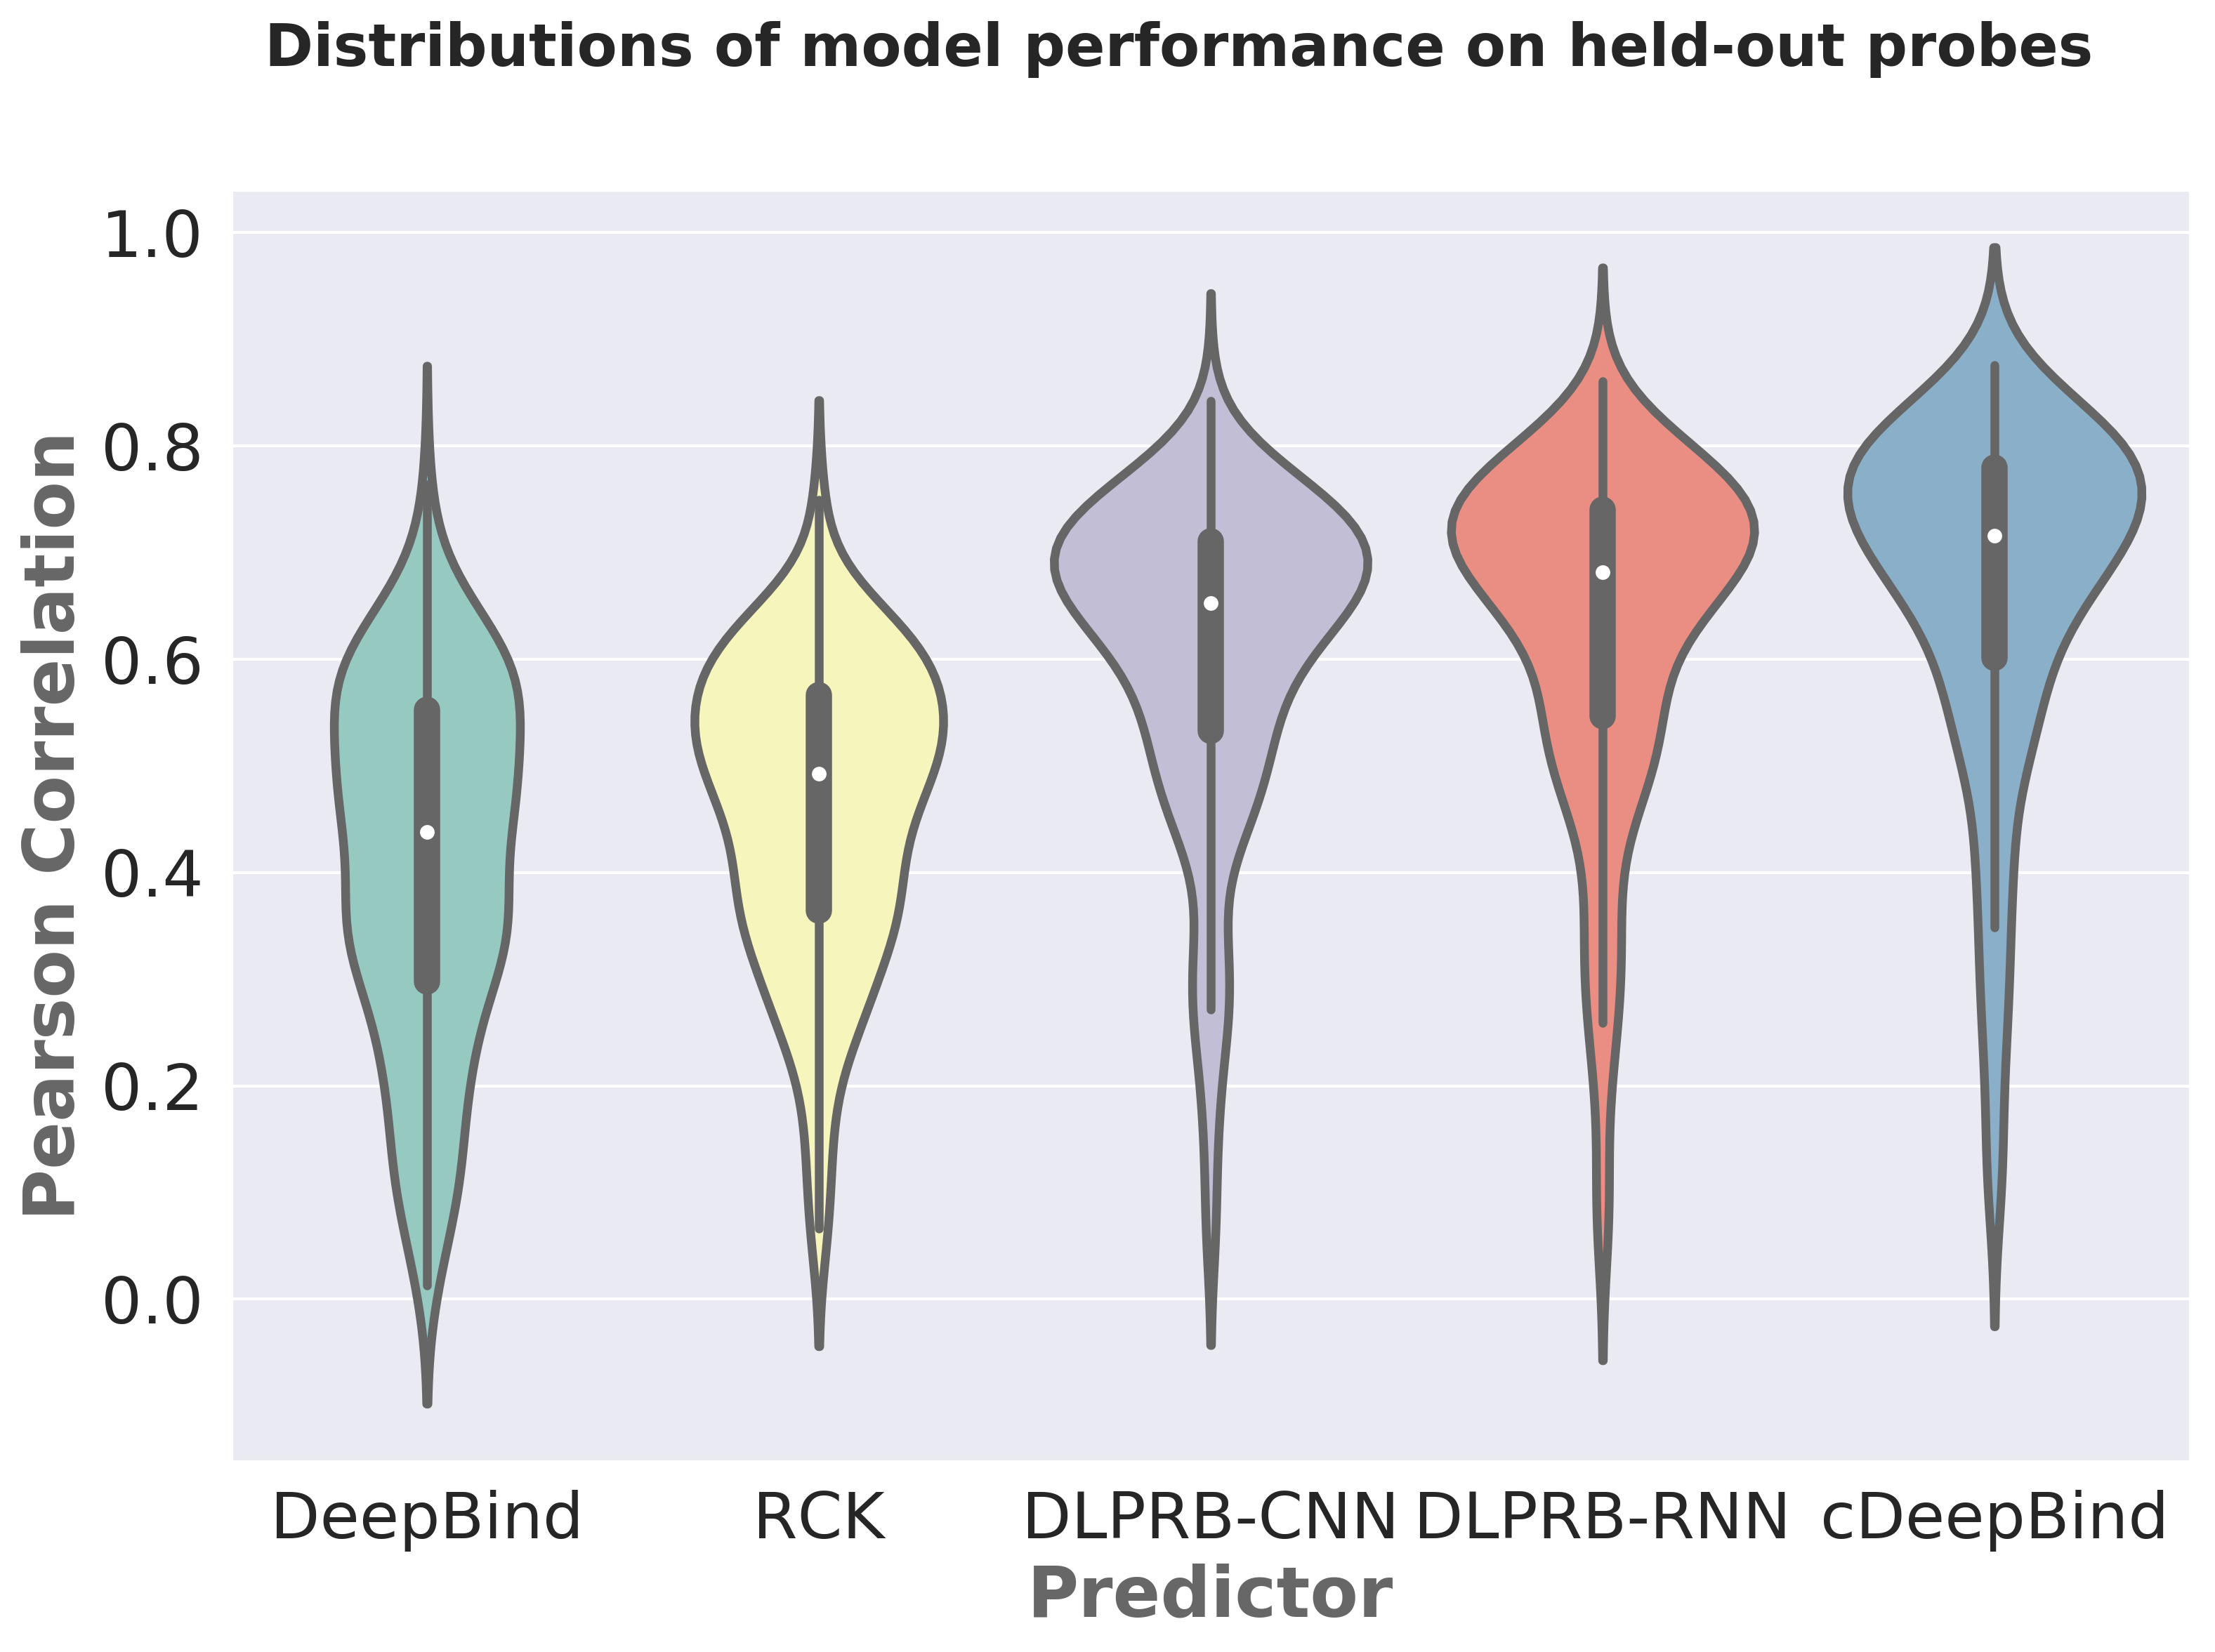 Distributions of model performance on held-out probes
Pearson Correlation
1.0
0.8
0.6
0.4
0.2
0.0
DeepBind RCK DLPRB-CNN DLPRB-RNN cDeepBind
Predictor